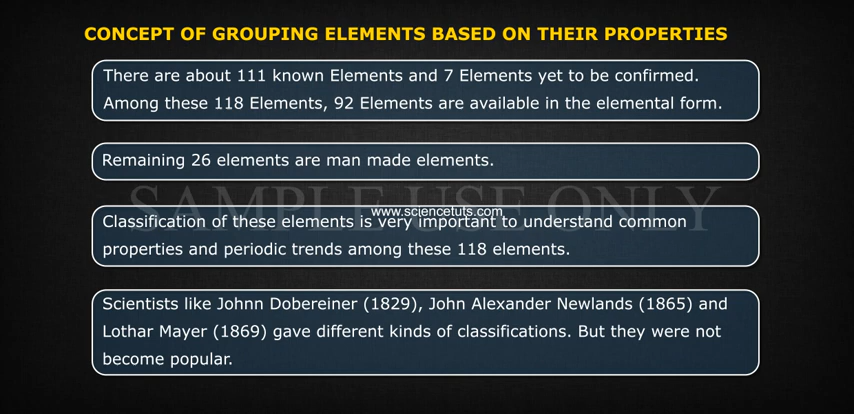 CONCEPT OF GROUPING ELEMENTS BASED ON THEIR PROPERTIES
There are about 111 known Elements and 7 Elements yet to be confirmed.
Among these 118 Elements, 92 Elements are available in the elemental form.
Remaining 26 elements are man made elements.
SAMPLE USE ONLY
www.sciencetuts.com
Classification of these elements is very important to understand common
properties and periodic trends among these 118 elements.
Scientists like Johnn Dobereiner (1829), John Alexander Newlands (1865) and
Lothar Mayer (1869) gave different kinds of classifications. But they were not
become popular.